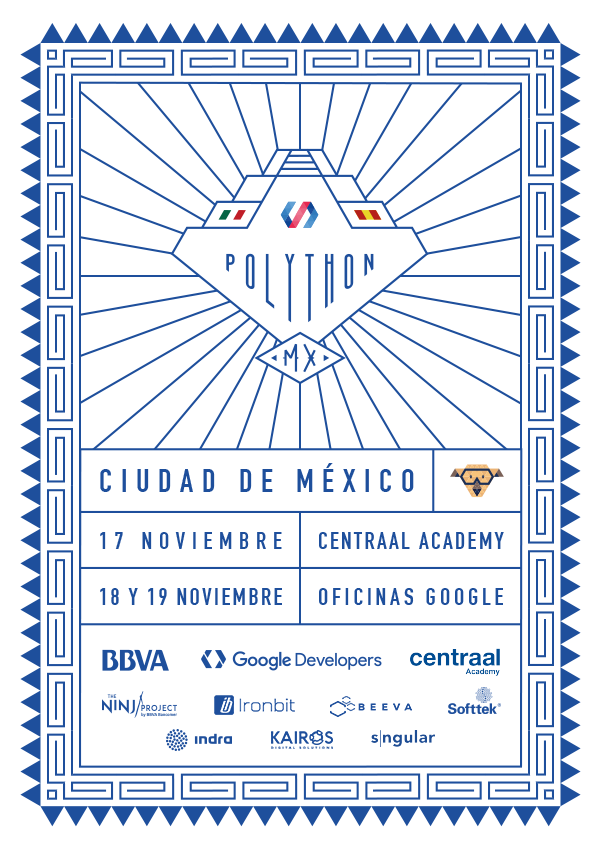 POLYTHON
MX
CIUDAD DE MÉXICO
17 NOVIEMBRE
CENTRAAL ACADEMY
18 Y 19 NOVIEMBRE
OFICINAS GOOGLE
BBVA
Google Developers
centraal
Academy
THE
NINJA PROJECT
by BBVA Bancomer
Ironbit
BEEVA
Softtek®
indra
KAIRÓS
DIGITAL SOLUTIONS
s|ngular